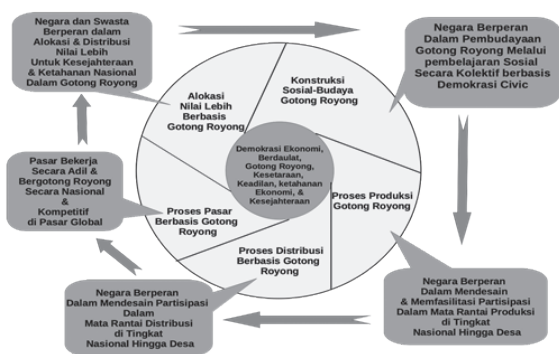 Negara dan Swasta
Berperan dalam
Alokasi & Distribusi
Nilai Lebih
Untuk Kesejahteraan
& Ketahanan Nasional
Dalam Gotong Royong
Negara Berperan
Dalam Pembudayaan
Gotong Royong Melalui
pembelajaran Sosial
Secara Kolektif berbasis
Demokrasi Civic
Alokasi
Nilai Lebih
Berbasis
Gotong Royong
Konstruksi
Sosial-Budaya
Gotong Royong
Demokrasi Ekonomi,
Berdaulat,
Gotong Royong,
Kesetaraan,
Keadilan, ketahanan
Ekonomi, &
Kesejahteraan
Pasar Bekerja
Secara Adil &
Bergotong Royong
Secara Nasional
&
Kompetitif
di Pasar Global
Proses Pasar
Berbasis Gotong
Royong
Proses Produksi
Gotong Royong
Proses Distribusi
Berbasis Gotong
Royong
Negara Berperan
Dalam Mendesain Partisipasi
Dalam
Mata Rantai Distribusi
di Tingkat
Nasional Hingga Desa
Negara Berperan
Dalam Mendesain
& Memfasilitasi Partisipasi
Dalam Mata Rantai Produksi
di Tingkat
Nasional Hingga Desa